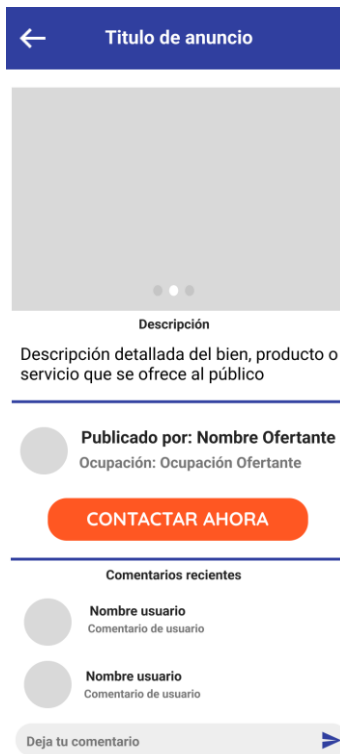 Titulo de anuncio
Descripción
Descripción detallada del bien, producto o
servicio que se ofrece al público
Publicado por: Nombre Ofertante
Ocupación: Ocupación Ofertante
CONTACTAR AHORA
Comentarios recientes
Nombre usuario
Comentario de usuario
Nombre usuario
Comentario de usuario
Deja tu comentario